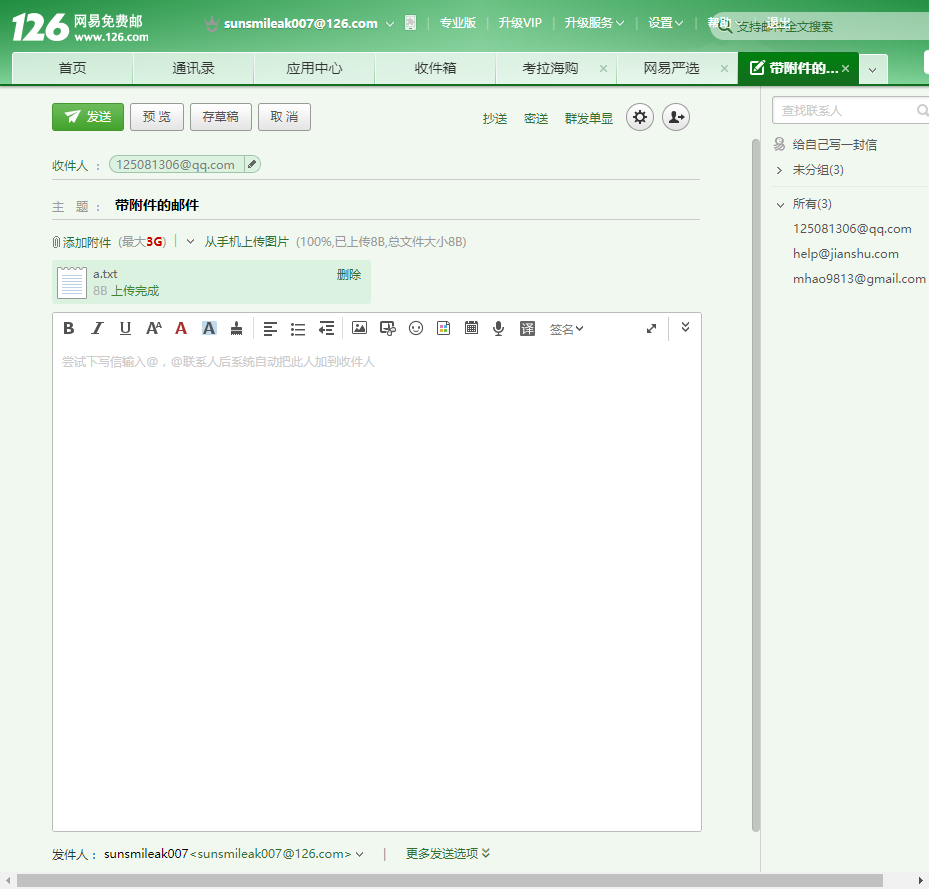 126 网易免费邮 www.126.com
sunsmileak007@126.com 专业版 升级VIP 升级服务 设置 帮助 退出 支持邮件全文搜索
首页 通讯录 应用中心 收件箱 考拉海购 × 网易严选 × 带附件的... ×
发送 预 览 存草稿 取 消 抄送 密送 群发单显
查找联系人
给自己写一封信
未分组(3)
所有(3)
125081306@qq.com
help@jianshu.com
mhao9813@gmail.com
收件人： 125081306@qq.com
主 题： 带附件的邮件
添加附件 (最大3G) 从手机上传图片 (100%,已上传8B,总文件大小8B)
a.txt 删除
8B 上传完成
B I U AA A A 译 签名
尝试下写信输入@，@联系人后系统自动把此人加到收件人
发件人： sunsmileak007<sunsmileak007@126.com> | 更多发送选项